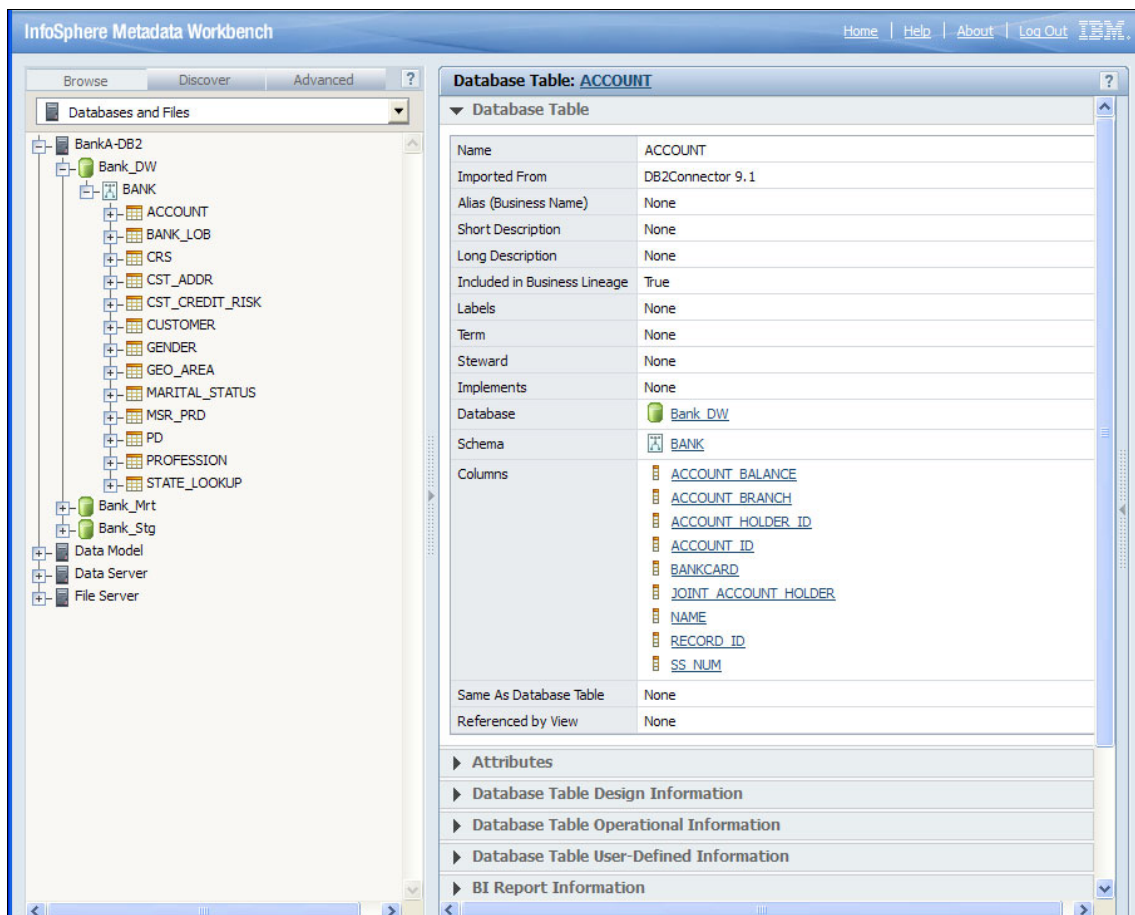 InfoSphere Metadata Workbench
Home | Help | About | Log Out IBM.
Browse Discover Advanced ?
Databases and Files
BankA-DB2
Bank_DW
BANK
ACCOUNT
BANK_LOB
CRS
CST_ADDR
CST_CREDIT_RISK
CUSTOMER
GENDER
GEO_AREA
MARITAL_STATUS
MSR_PRD
PD
PROFESSION
STATE_LOOKUP
Bank_Mrt
Bank_Stg
Data Model
Data Server
File Server
Database Table: ACCOUNT ?
Database Table
Name ACCOUNT
Imported From DB2Connector 9.1
Alias (Business Name) None
Short Description None
Long Description None
Included in Business Lineage True
Labels None
Term None
Steward None
Implements None
Database Bank_DW
Schema BANK
Columns ACCOUNT_BALANCE
ACCOUNT_BRANCH
ACCOUNT_HOLDER_ID
ACCOUNT_ID
BANKCARD
JOINT_ACCOUNT_HOLDER
NAME
RECORD_ID
SS_NUM
Same As Database Table None
Referenced by View None
Attributes
Database Table Design Information
Database Table Operational Information
Database Table User-Defined Information
BI Report Information